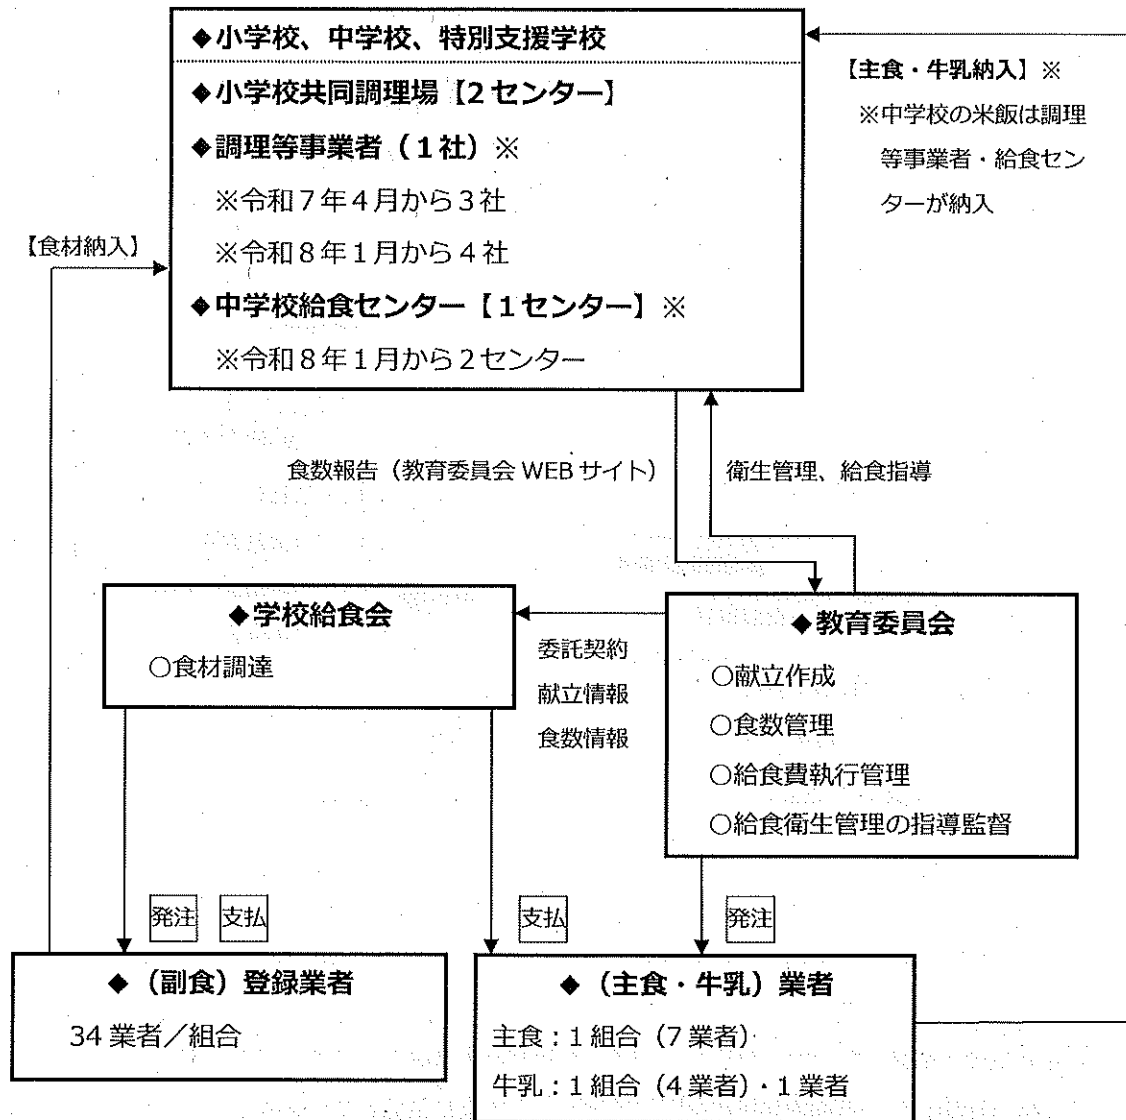 ◆小学校、中学校、特別支援学校
◆小学校共同調理場【2センター】
◆調理等事業者（1社）※
※令和7年4月から3社
※令和8年1月から4社
◆中学校給食センター【1センター】※
※令和8年1月から2センター
【主食・牛乳納入】※
※中学校の米飯は調理
等事業者・給食セン
ターが納入
【食材納入】
食数報告（教育委員会 WEB サイト）
衛生管理、給食指導
◆学校給食会
○食材調達
委託契約
献立情報
食数情報
◆教育委員会
○献立作成
○食数管理
○給食費執行管理
○給食衛生管理の指導監督
発注 支払
支払
発注
◆（副食）登録業者
34 業者／組合
◆（主食・牛乳）業者
主食：1 組合（7 業者）
牛乳：1 組合（4 業者）・1 業者